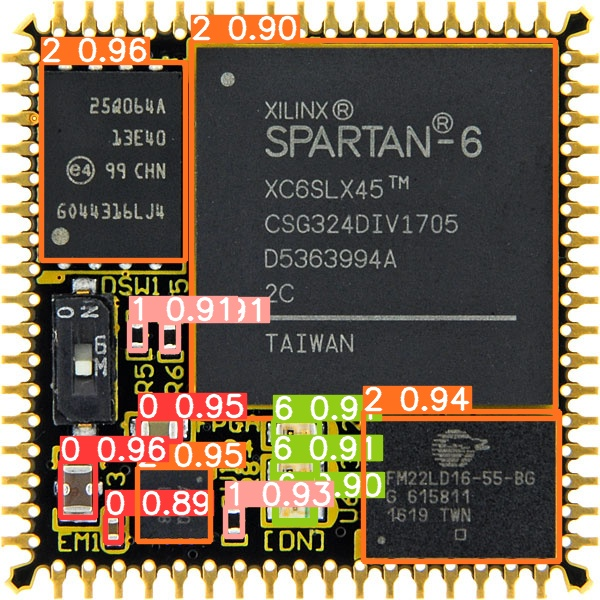 2 0.96
2 0.90
25Q064A
13E40
e4 99 CHN
6044316LJ4
XILINX®
SPARTAN®-6
XC6SLX45™
CSG324DIV1705
D5363994A
2C
TAIWAN
DSW1
ON
1 0.91
R5
R6
0 0.95
6 0.91
2 0.94
0 0.96
2 0.95
6 0.91
0 0.89
1 0.93
6 0.90
FM22LD16-55-BG
G 615811
1619 TWN
EM1
[DN]